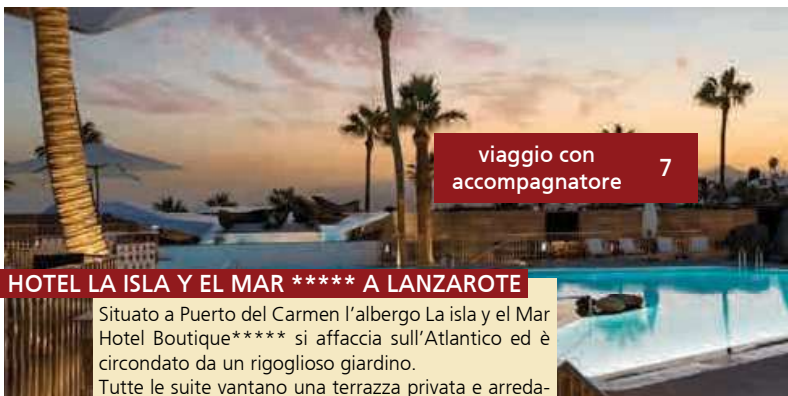 viaggio con
accompagnatore
7
HOTEL LA ISLA Y EL MAR ***** A LANZAROTE
Situato a Puerto del Carmen l'albergo La isla y el Mar
Hotel Boutique***** si affaccia sull'Atlantico ed è
circondato da un rigoglioso giardino.
Tutte le suite vantano una terrazza privata e arreda-